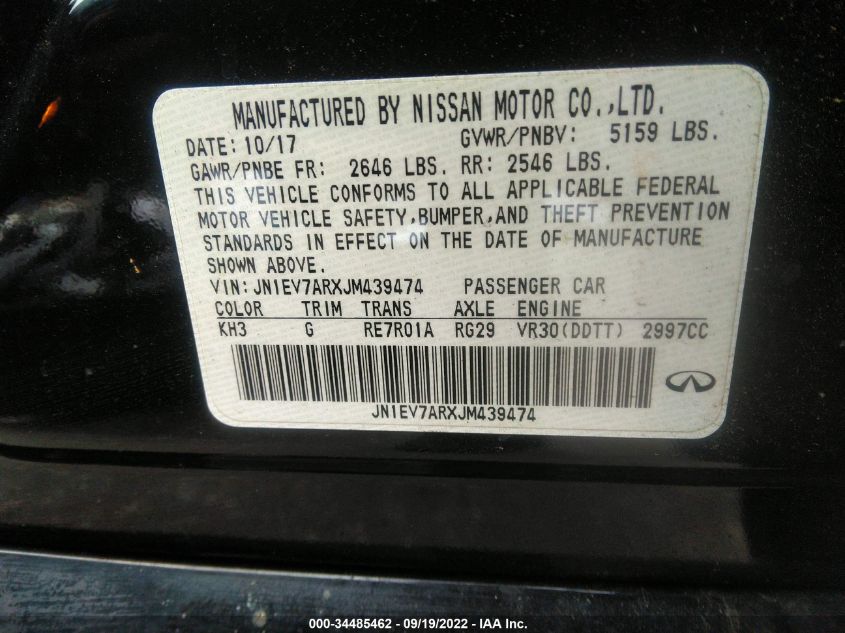 MANUFACTURED BY NISSAN MOTOR CO.,LTD.
DATE: 10/17 GVWR/PNBV: 5159 LBS.
GAWR/PNBE FR: 2646 LBS. RR: 2546 LBS.
THIS VEHICLE CONFORMS TO ALL APPLICABLE FEDERAL
MOTOR VEHICLE SAFETY,BUMPER,AND THEFT PREVENTION
STANDARDS IN EFFECT ON THE DATE OF MANUFACTURE
SHOWN ABOVE.
VIN:JN1EV7ARXJM439474 PASSENGER CAR
COLOR TRIM TRANS AXLE ENGINE
KH3 G RE7R01A RG29 VR30(DDTT) 2997CC
JN1EV7ARXJM439474
000-34485462 - 09/19/2022 - IAA Inc.